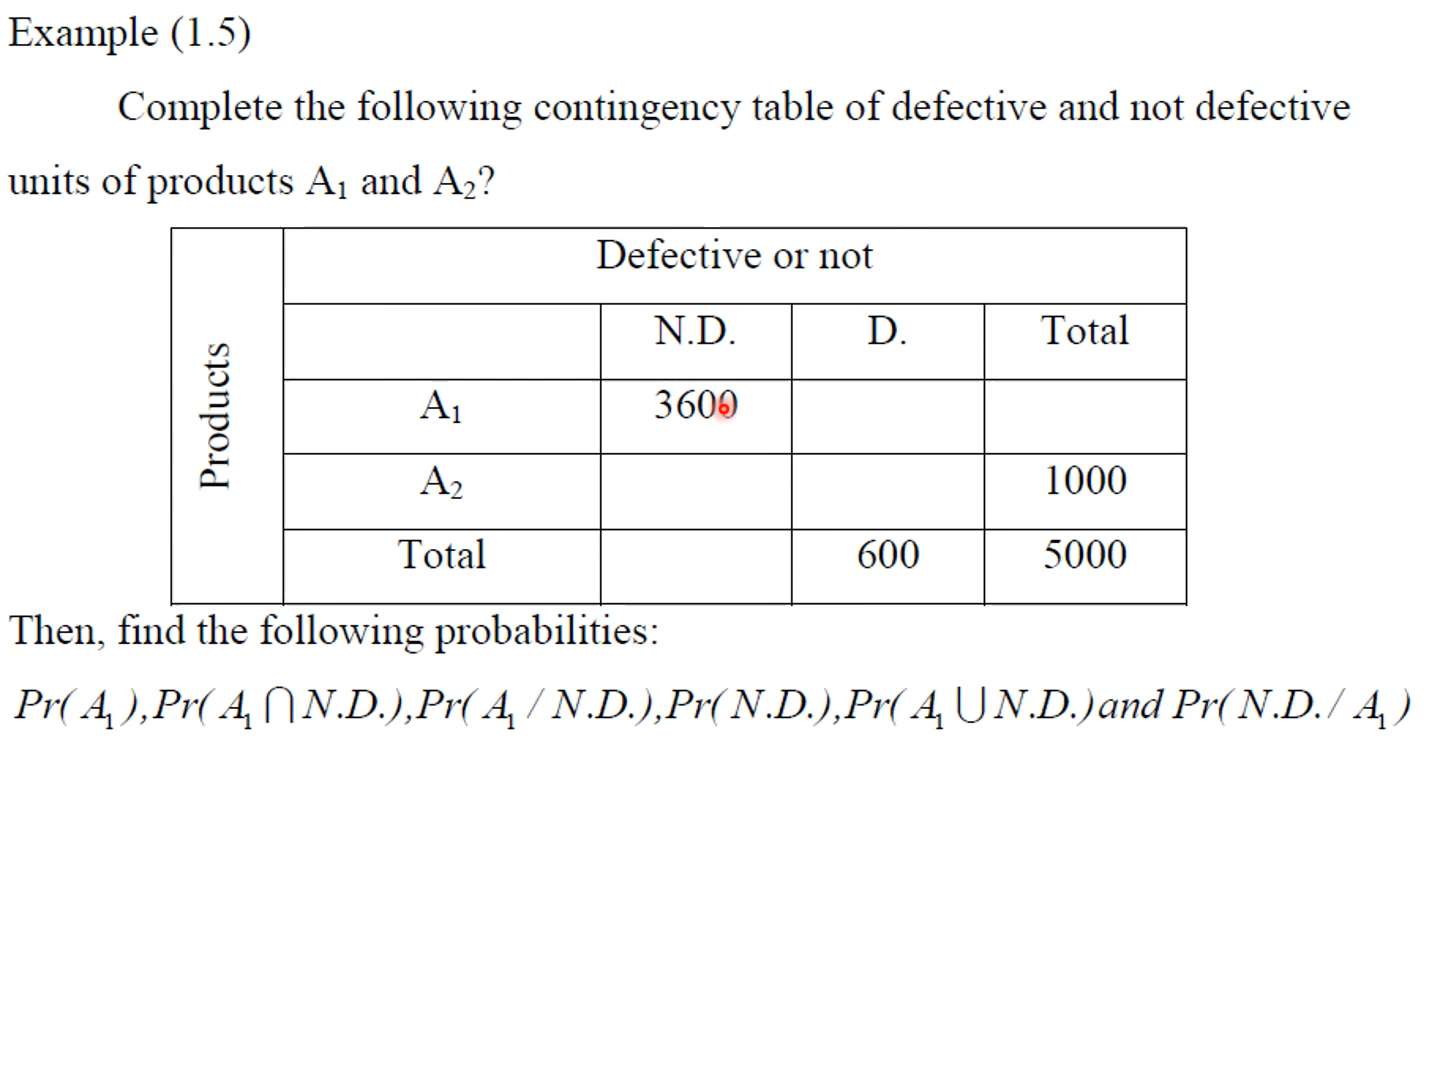 Example (1.5)
Complete the following contingency table of defective and not defective
units of products A₁ and A₂?
Products
Defective or not
N.D. D. Total
A₁ 3600
A₂ 1000
Total 600 5000
Then, find the following probabilities:
Pr( A₁ ),Pr( A₁ ⋂ N.D.),Pr( A₁ / N.D.),Pr( N.D.),Pr( A₁ ⋃ N.D.)and Pr( N.D./ A₁ )